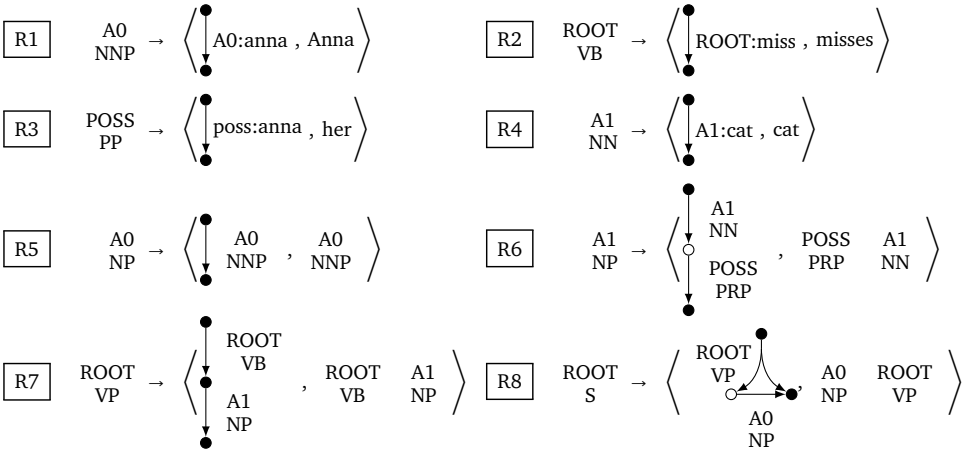 R1 A0 NNP → ⟨ A0:anna , Anna ⟩
R2 ROOT VB → ⟨ ROOT:miss , misses ⟩
R3 POSS PP → ⟨ poss:anna , her ⟩
R4 A1 NN → ⟨ A1:cat , cat ⟩
R5 A0 NP → ⟨ A0 NNP , A0 NNP ⟩
R6 A1 NP → ⟨ A1 NN POSS PRP , POSS PRP A1 NN ⟩
R7 ROOT VP → ⟨ ROOT VB A1 NP , ROOT VB A1 NP ⟩
R8 ROOT S → ⟨ ROOT VP A0 NP , A0 NP ROOT VP ⟩